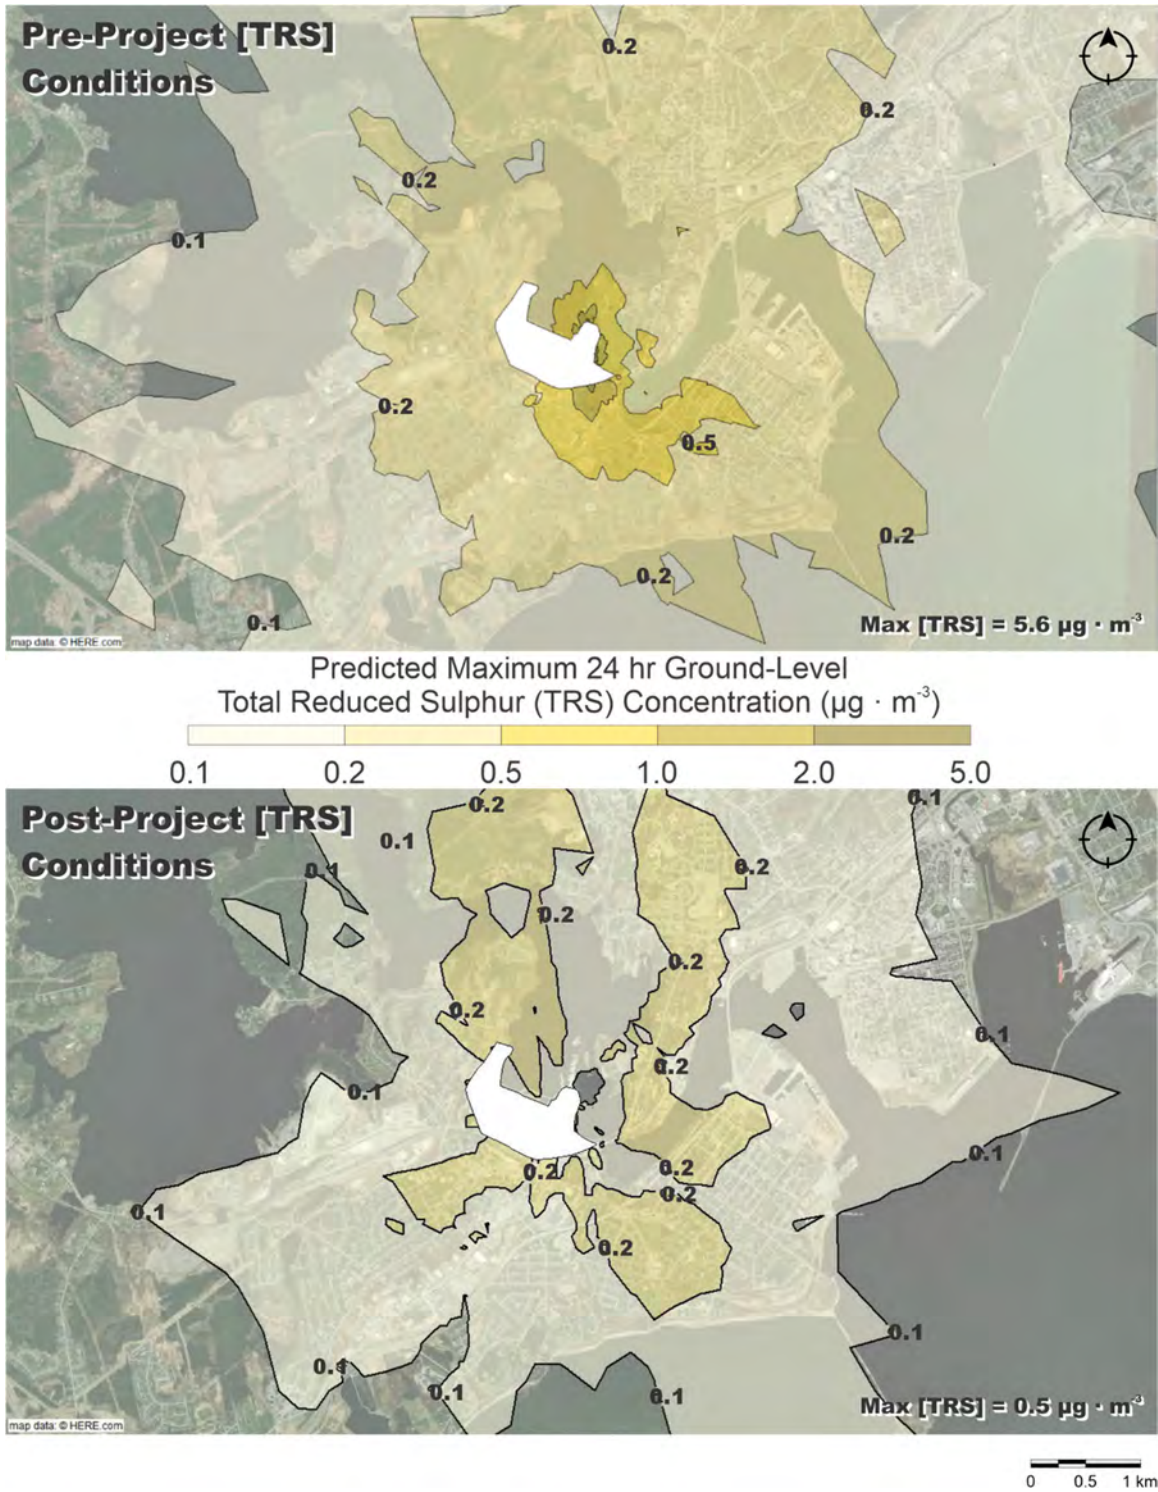 Pre-Project [TRS]
Conditions
0.2
0.2
0.2
0.1
0.2
0.5
0.2
0.2
0.1
Max [TRS] = 5.6 µg · m⁻³
map data: © HERE.com
Predicted Maximum 24 hr Ground-Level
Total Reduced Sulphur (TRS) Concentration (µg · m⁻³)
0.1 0.2 0.5 1.0 2.0 5.0
Post-Project [TRS]
Conditions
0.1
0.2
0.1
0.1
0.2
0.2
0.2
0.2
0.1
0.2
0.1
0.1
0.2
0.2
0.2
0.1
0.2
0.1
0.1
0.1
0.1
Max [TRS] = 0.5 µg · m⁻³
map data: © HERE.com
0 0.5 1 km